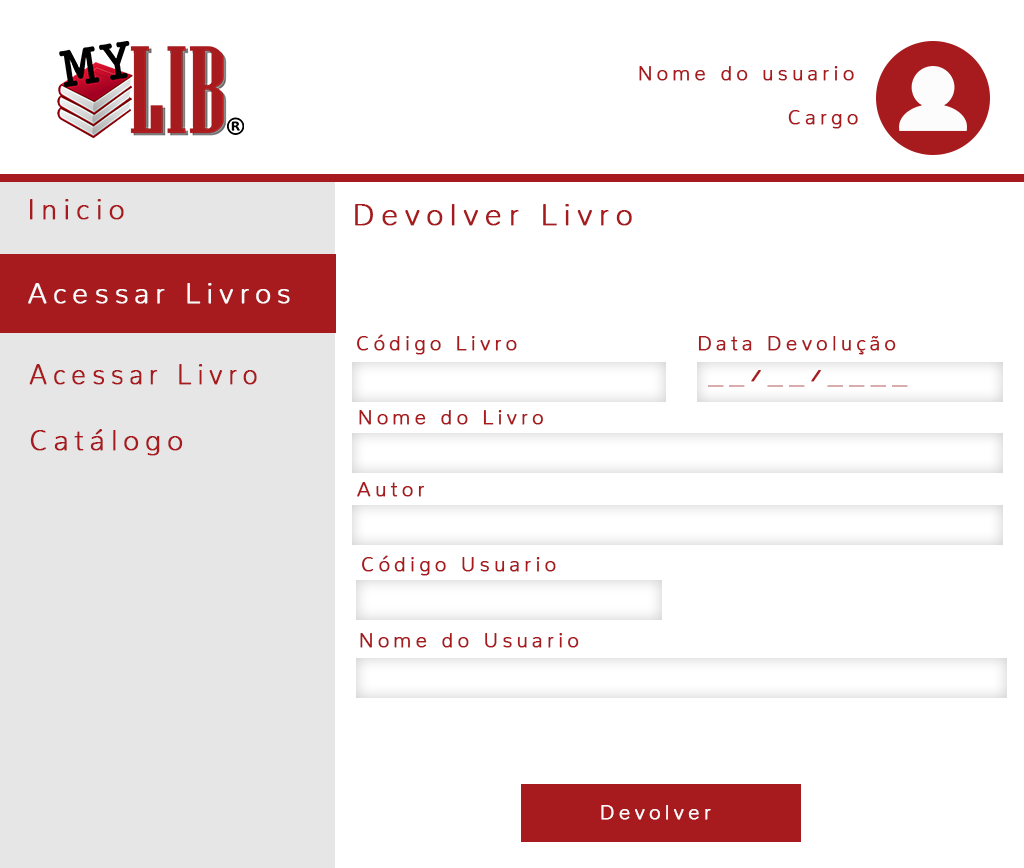 MY LIB®
Nome do usuario
Cargo
Inicio
Acessar Livros
Acessar Livro
Catálogo
Devolver Livro
Código Livro
Data Devolução
__/__/____
Nome do Livro
Autor
Código Usuario
Nome do Usuario
Devolver